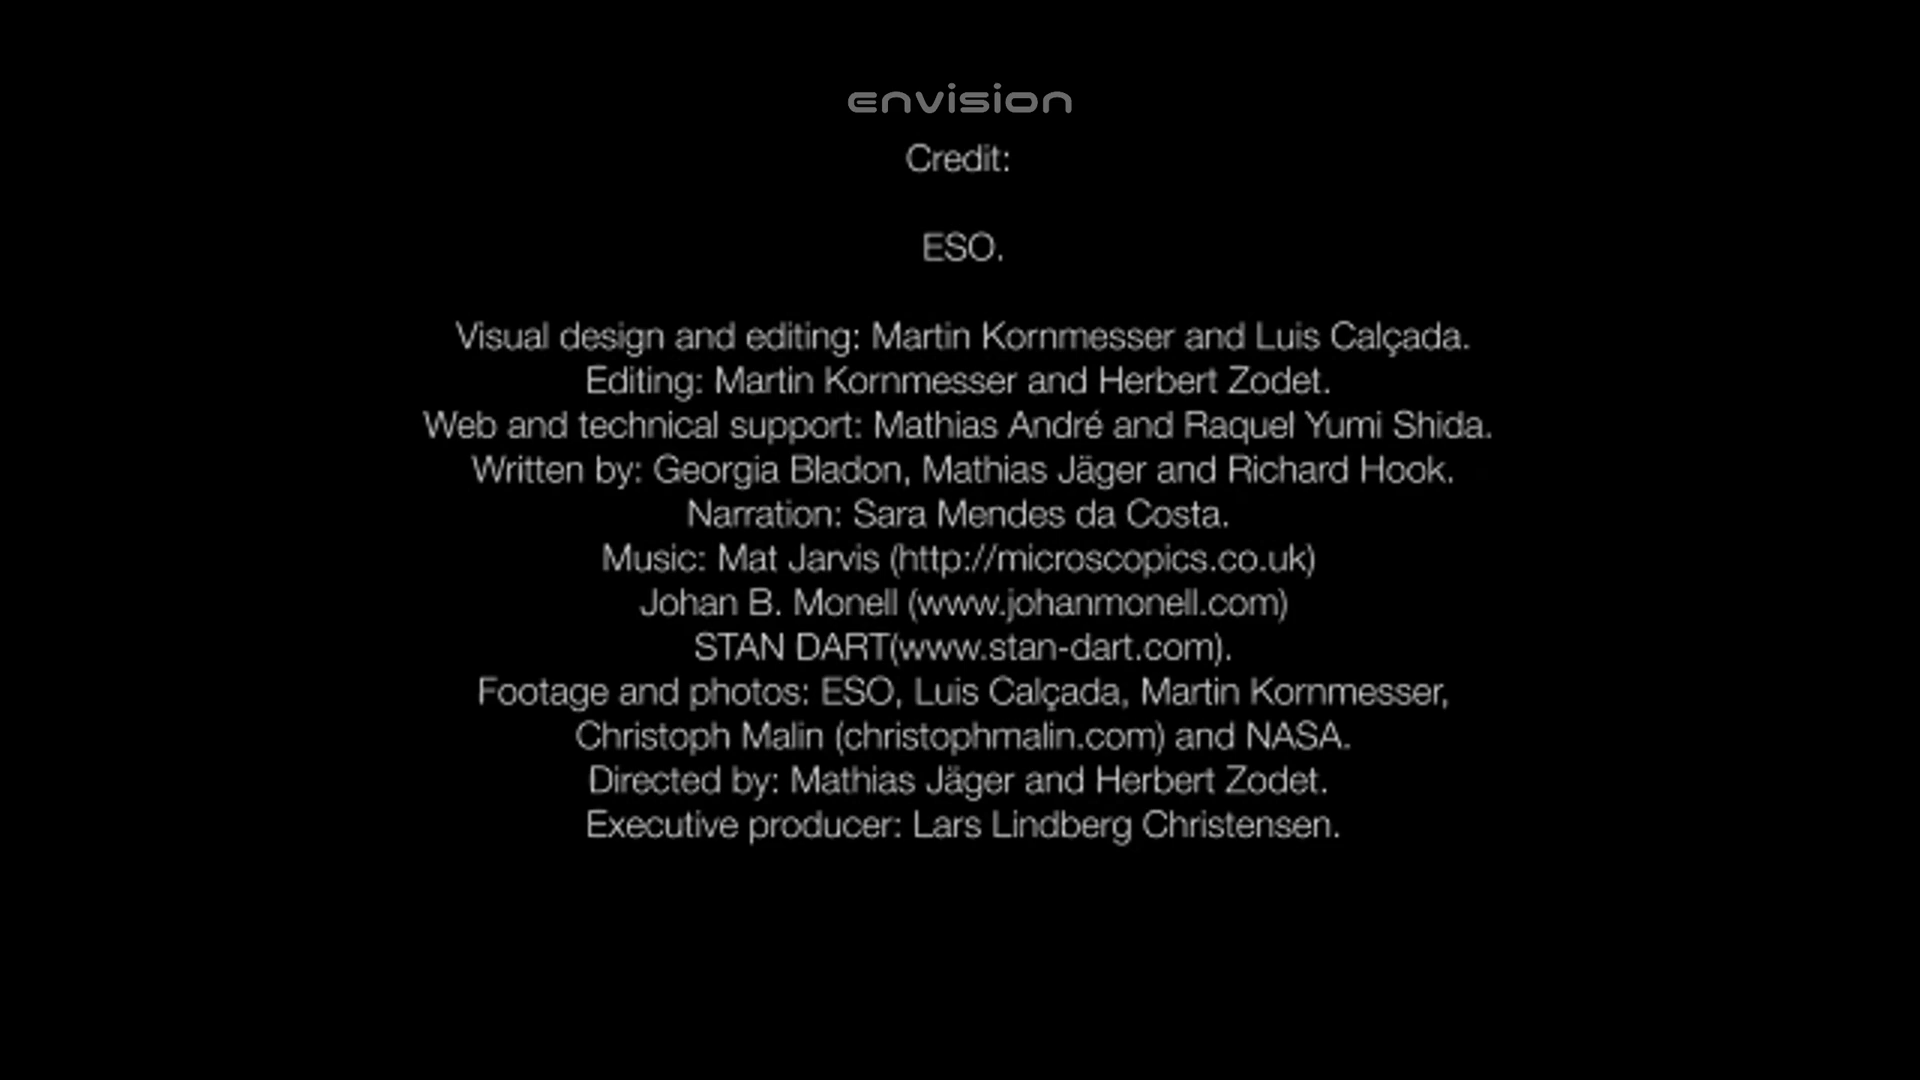 envision
Credit:
ESO.
Visual design and editing: Martin Kornmesser and Luis Calçada.
Editing: Martin Kornmesser and Herbert Zodet.
Web and technical support: Mathias André and Raquel Yumi Shida.
Written by: Georgia Bladon, Mathias Jäger and Richard Hook.
Narration: Sara Mendes da Costa.
Music: Mat Jarvis (http://microscopics.co.uk)
Johan B. Monell (www.johanmonell.com)
STAN DART(www.stan-dart.com).
Footage and photos: ESO, Luis Calçada, Martin Kornmesser,
Christoph Malin (christophmalin.com) and NASA.
Directed by: Mathias Jäger and Herbert Zodet.
Executive producer: Lars Lindberg Christensen.